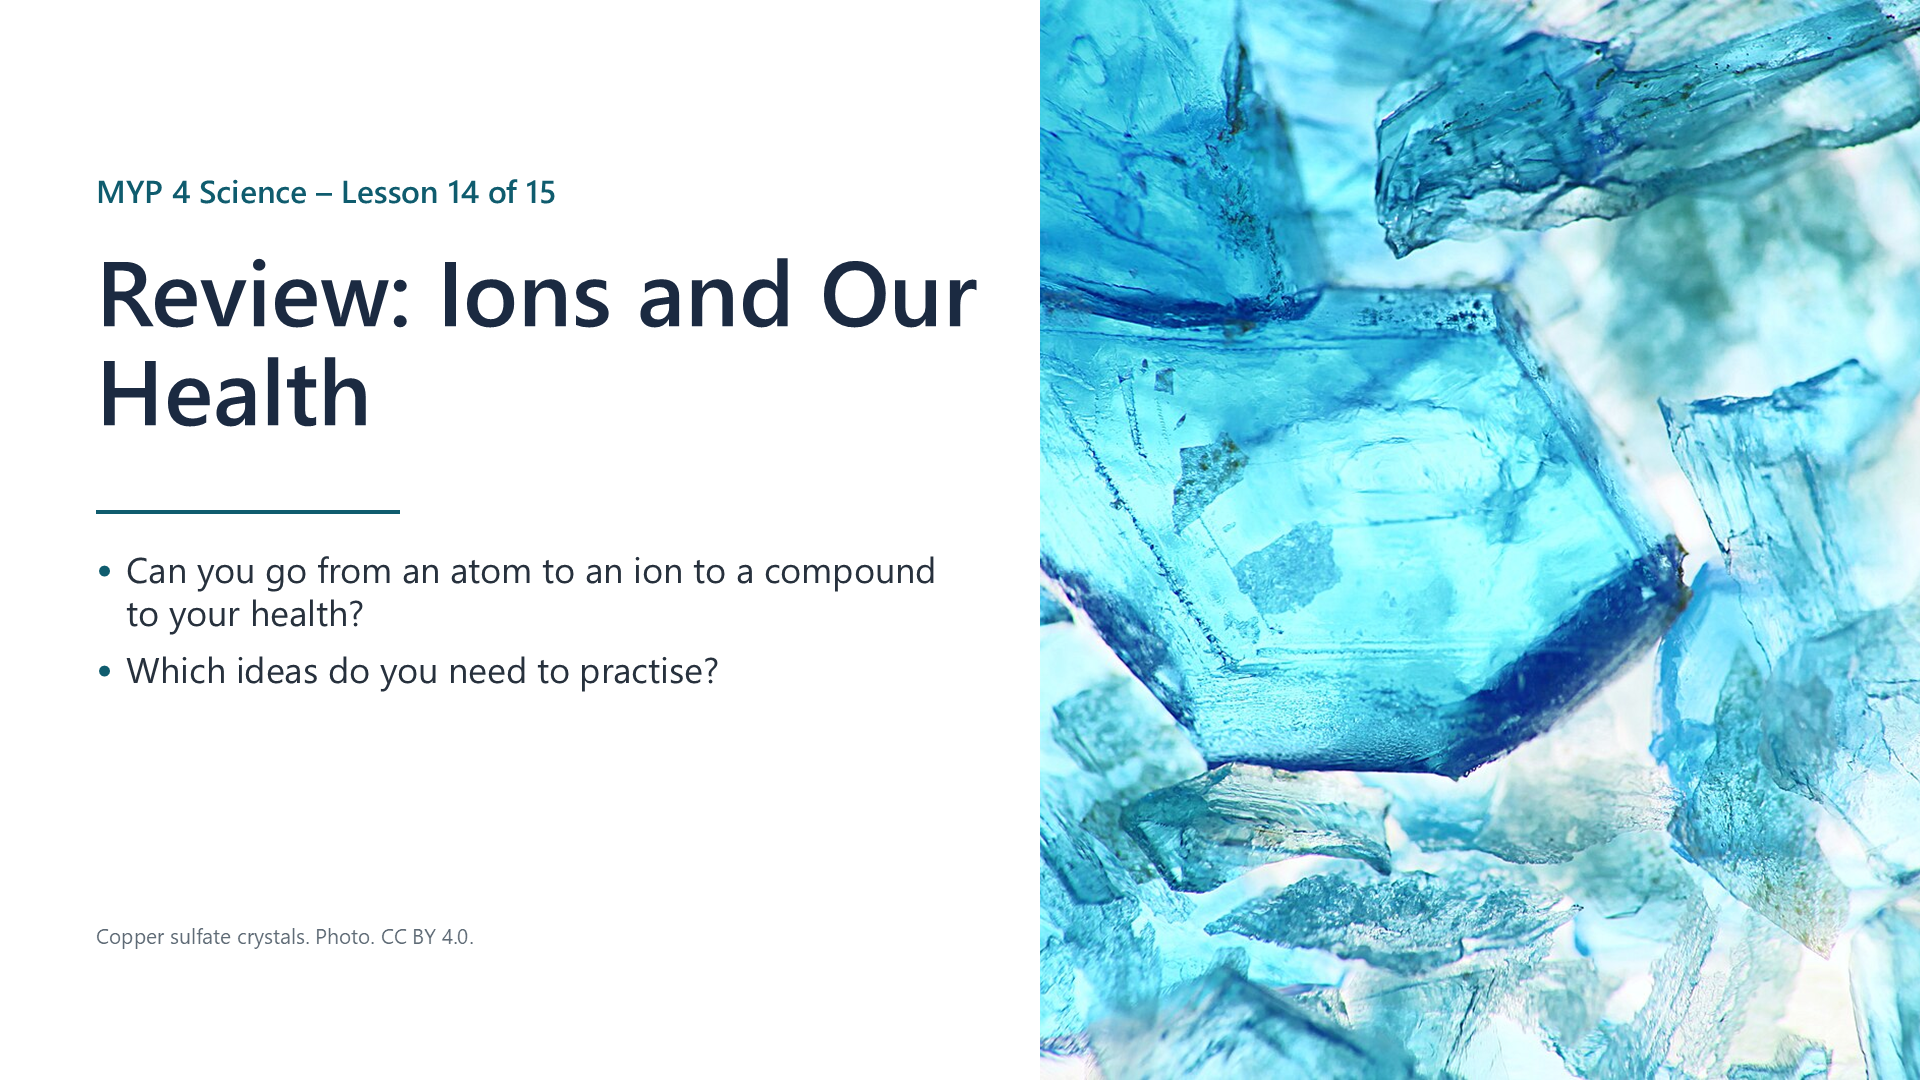 MYP 4 Science – Lesson 14 of 15
Review: Ions and Our
Health
• Can you go from an atom to an ion to a compound
to your health?
• Which ideas do you need to practise?
Copper sulfate crystals. Photo. CC BY 4.0.